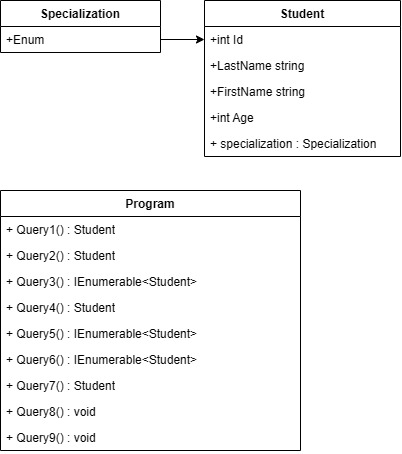 Specialization
+Enum
Student
+int Id
+LastName string
+FirstName string
+int Age
+ specialization : Specialization
Program
+ Query1() : Student
+ Query2() : Student
+ Query3() : IEnumerable<Student>
+ Query4() : Student
+ Query5() : IEnumerable<Student>
+ Query6() : IEnumerable<Student>
+ Query7() : Student
+ Query8() : void
+ Query9() : void